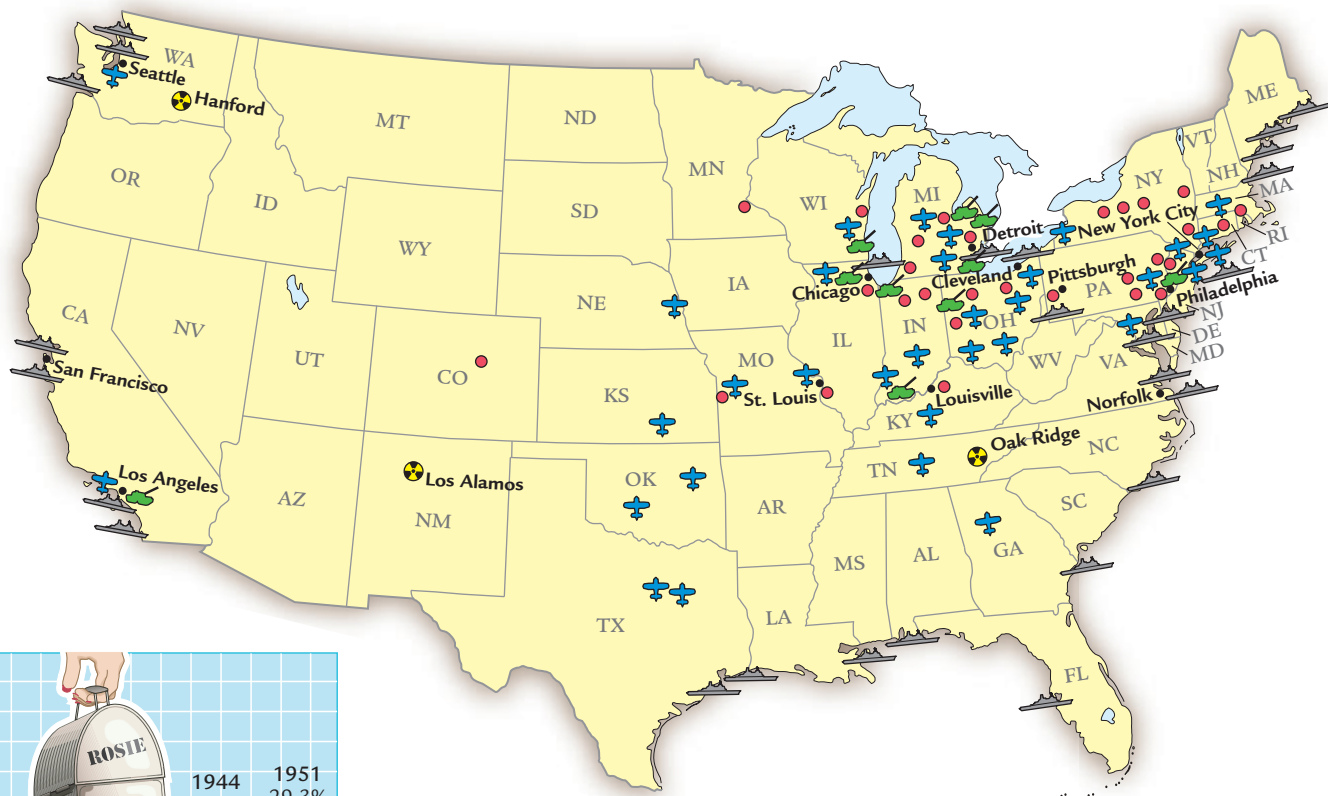 WA
Seattle
Hanford
MT
ND
MN
OR
ID
SD
WI
MI
ME
VT
NH
NY
MA
New York City
Detroit
RI
CT
WY
IA
Chicago
Cleveland
Pittsburgh
PA
Philadelphia
NJ
DE
MD
CA
NV
UT
NE
IL
IN
OH
San Francisco
CO
KS
MO
St. Louis
Louisville
WV
VA
Norfolk
KY
Los Angeles
Los Alamos
OK
TN
Oak Ridge
NC
AZ
NM
AR
SC
MS
AL
GA
TX
LA
FL
ROSIE
1944
1951
29.3%